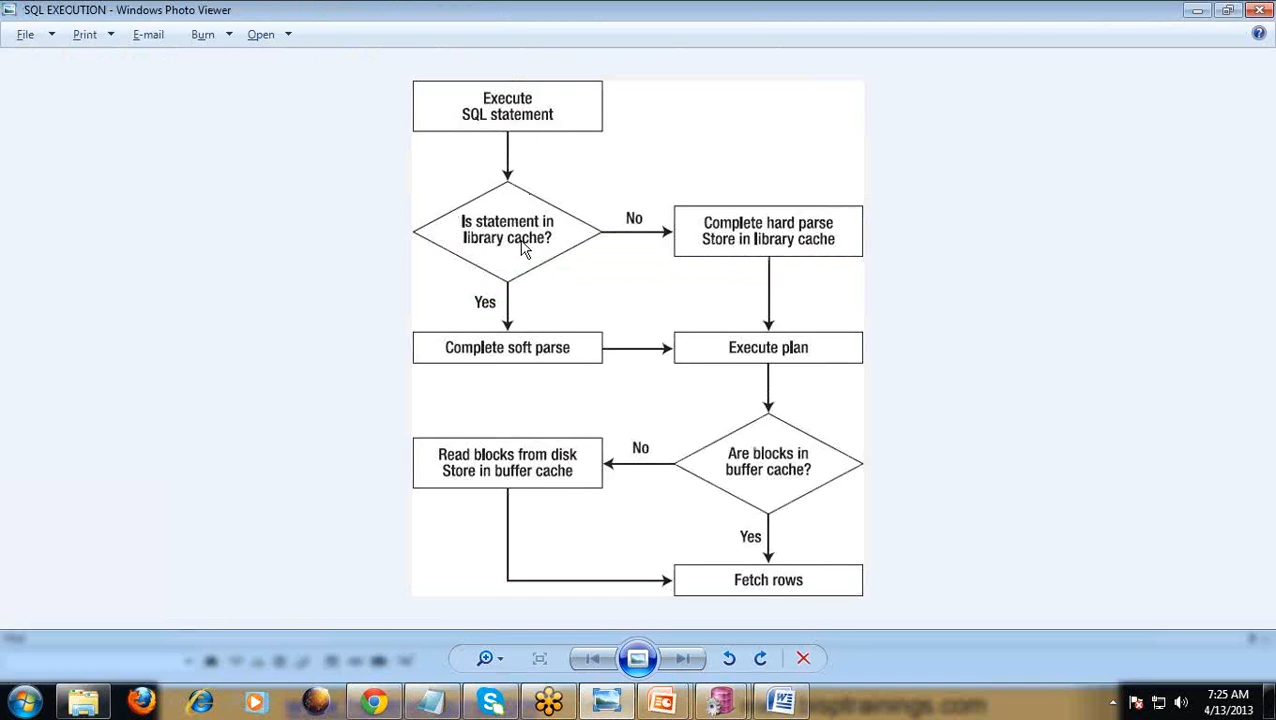 SQL EXECUTION - Windows Photo Viewer
File Print E-mail Burn Open
Execute
SQL statement
Is statement in
library cache?
No
Complete hard parse
Store in library cache
Yes
Complete soft parse
Execute plan
Read blocks from disk
Store in buffer cache
No
Are blocks in
buffer cache?
Yes
Fetch rows
7:25 AM
4/13/2013